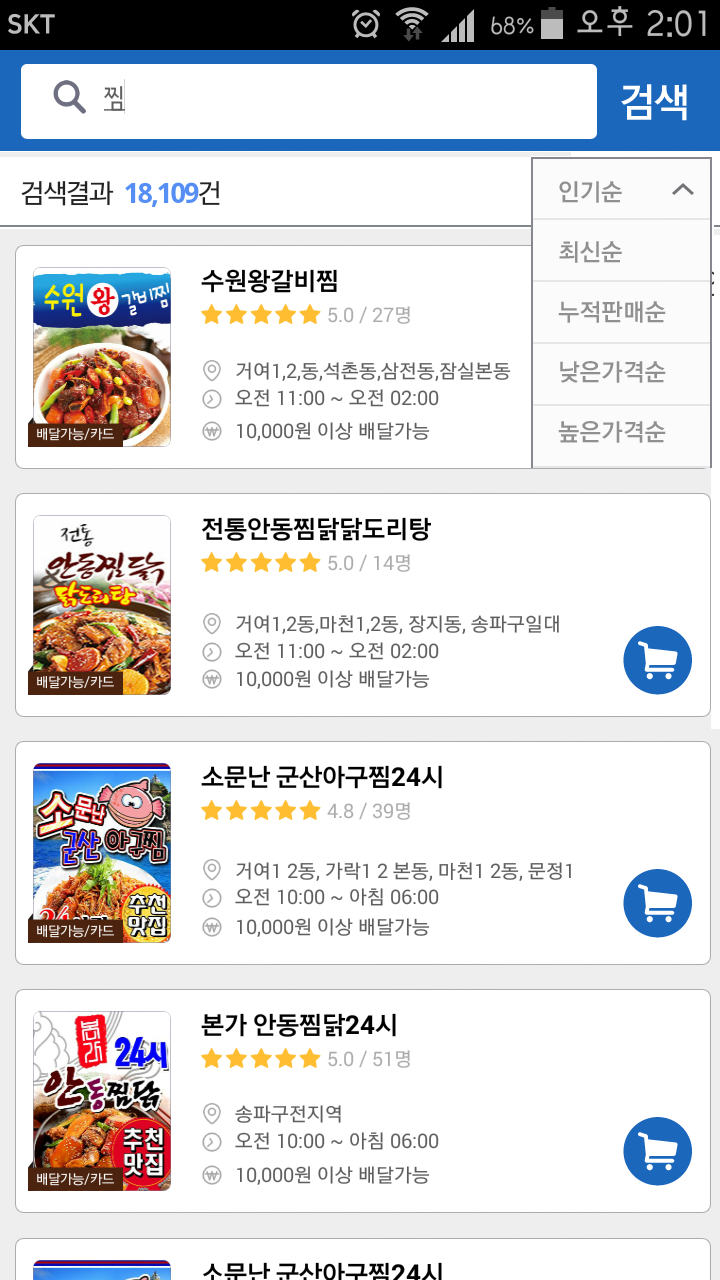 SKT 68% 오후 2:01
찜 검색
검색결과 18,109건
인기순
최신순
누적판매순
낮은가격순
높은가격순
수원왕갈비찜
수원 왕 갈비찜
5.0 / 27명
거여1,2,동,석촌동,삼전동,잠실본동
오전 11:00 ~ 오전 02:00
10,000원 이상 배달가능
배달가능/카드
전통안동찜닭닭도리탕
전통
안동찜닭
&
닭도리탕
5.0 / 14명
거여1,2동,마천1,2동, 장지동, 송파구일대
오전 11:00 ~ 오전 02:00
10,000원 이상 배달가능
배달가능/카드
소문난 군산아구찜24시
소문난
군산 아구찜
추천
맛집
4.8 / 39명
거여1 2동, 가락1 2 본동, 마천1 2동, 문정1
오전 10:00 ~ 아침 06:00
10,000원 이상 배달가능
배달가능/카드
본가 안동찜닭24시
본가
24시
안동찜닭
추천
맛집
5.0 / 51명
송파구전지역
오전 10:00 ~ 아침 06:00
10,000원 이상 배달가능
배달가능/카드
소문난 군산아구찜24시